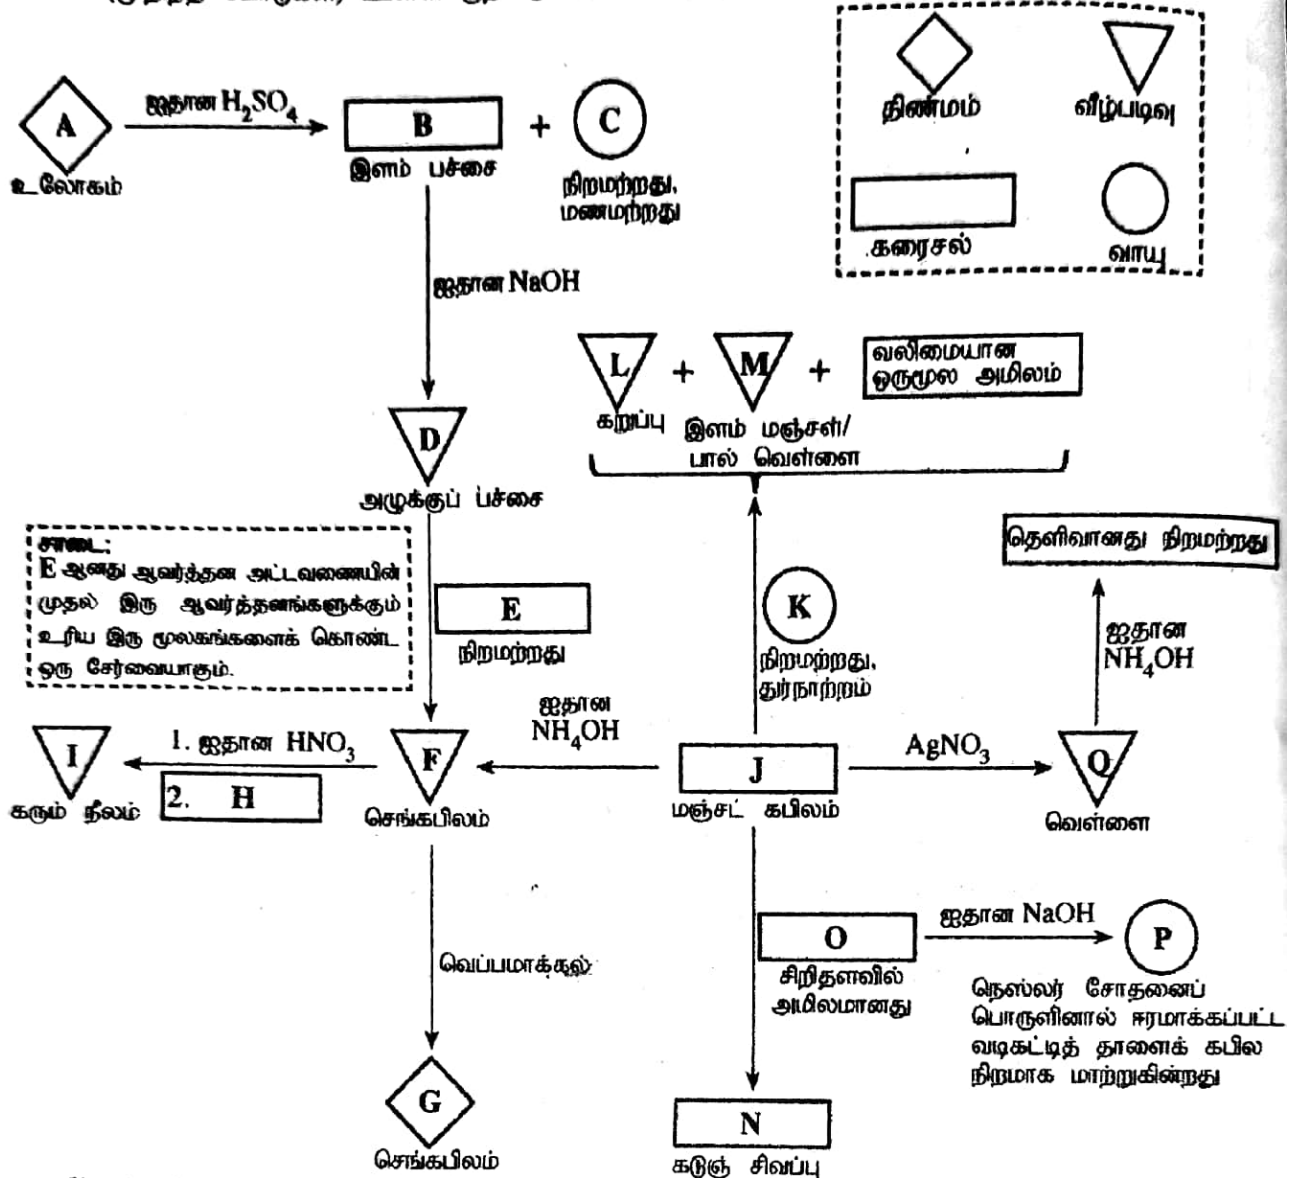 A
உலோகம்
ஐதான H₂SO₄
B
இளம் பச்சை
+
C
நிறமற்றது,
மணமற்றது
திண்மம்
வீழ்படிவு
கரைசல்
வாயு
ஐதான NaOH
L
கறுப்பு
+
M
இளம் மஞ்சள்/
பால் வெள்ளை
+
வலிமையான
ஒருமூல அமிலம்
D
அழுக்குப் பச்சை
சாடை:
E ஆனது ஆவர்த்தன அட்டவணையின்
முதல் இரு ஆவர்த்தனங்களுக்கும்
உரிய இரு மூலகங்களைக் கொண்ட
ஒரு சேர்வையாகும்.
E
நிறமற்றது
K
நிறமற்றது,
துர்நாற்றம்
தெளிவானது நிறமற்றது
ஐதான
NH₄OH
I
கரும் நீலம்
1. ஐதான HNO₃
2. H
F
செங்கபிலம்
ஐதான
NH₄OH
J
மஞ்சட் கபிலம்
AgNO₃
Q
வெள்ளை
வெப்பமாக்கல்
O
சிறிதளவில்
அமிலமானது
ஐதான NaOH
P
நெஸ்லர் சோதனைப்
பொருளினால் ஈரமாக்கப்பட்ட
வடிகட்டித் தாளைக் கபில
நிறமாக மாற்றுகின்றது
G
செங்கபிலம்
N
கடுஞ் சிவப்பு